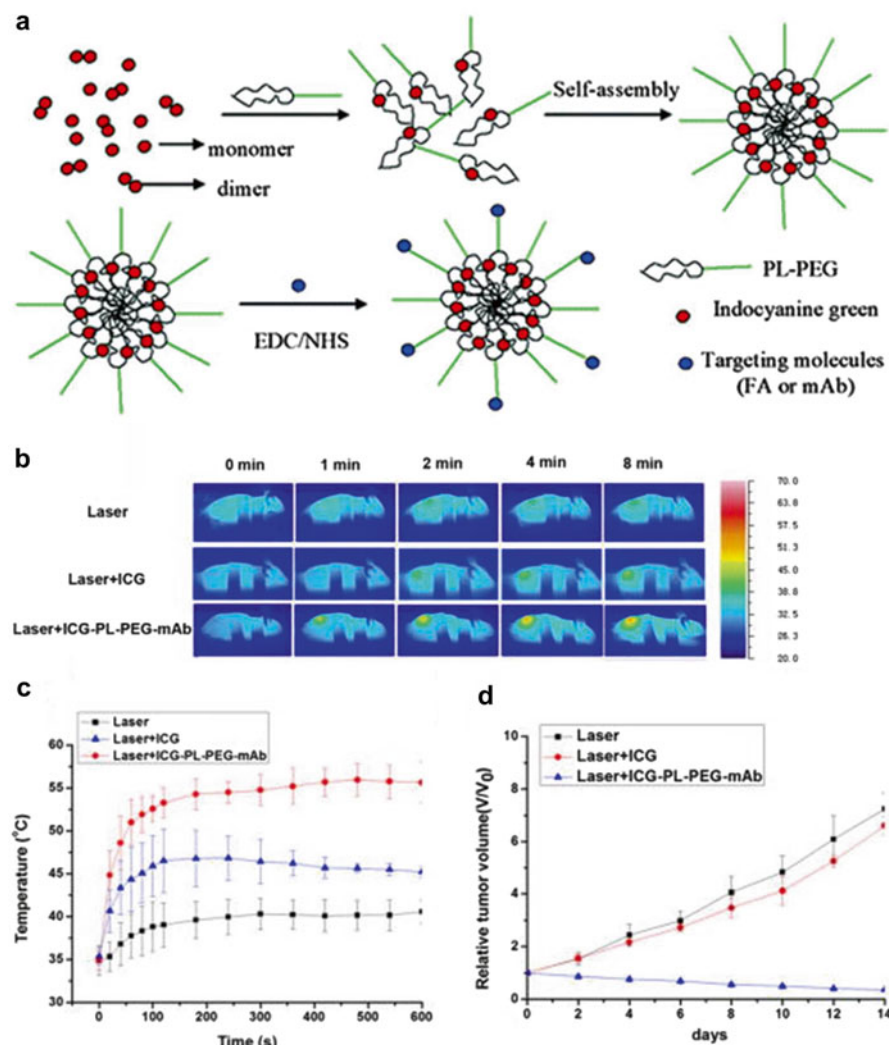 a
Self-assembly
monomer
dimer
PL-PEG
EDC/NHS
Indocyanine green
Targeting molecules
(FA or mAb)
b
0 min 1 min 2 min 4 min 8 min
Laser
Laser+ICG
Laser+ICG-PL-PEG-mAb
70.0
63.8
57.5
51.3
45.0
38.8
32.5
26.3
20.0
c
Laser
Laser+ICG
Laser+ICG-PL-PEG-mAb
Temperature (°C)
60
55
50
45
40
35
30
0 100 200 300 400 500 600
Time (s)
d
Laser
Laser+ICG
Laser+ICG-PL-PEG-mAb
Relative tumor volume(V/V0)
10
8
6
4
2
0
0 2 4 6 8 10 12 14
days